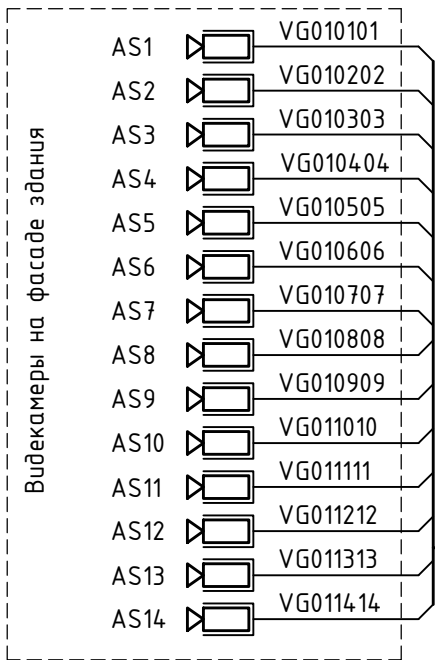 Видекамеры на фасаде здания
AS1 VG010101
AS2 VG010202
AS3 VG010303
AS4 VG010404
AS5 VG010505
AS6 VG010606
AS7 VG010707
AS8 VG010808
AS9 VG010909
AS10 VG011010
AS11 VG011111
AS12 VG011212
AS13 VG011313
AS14 VG011414